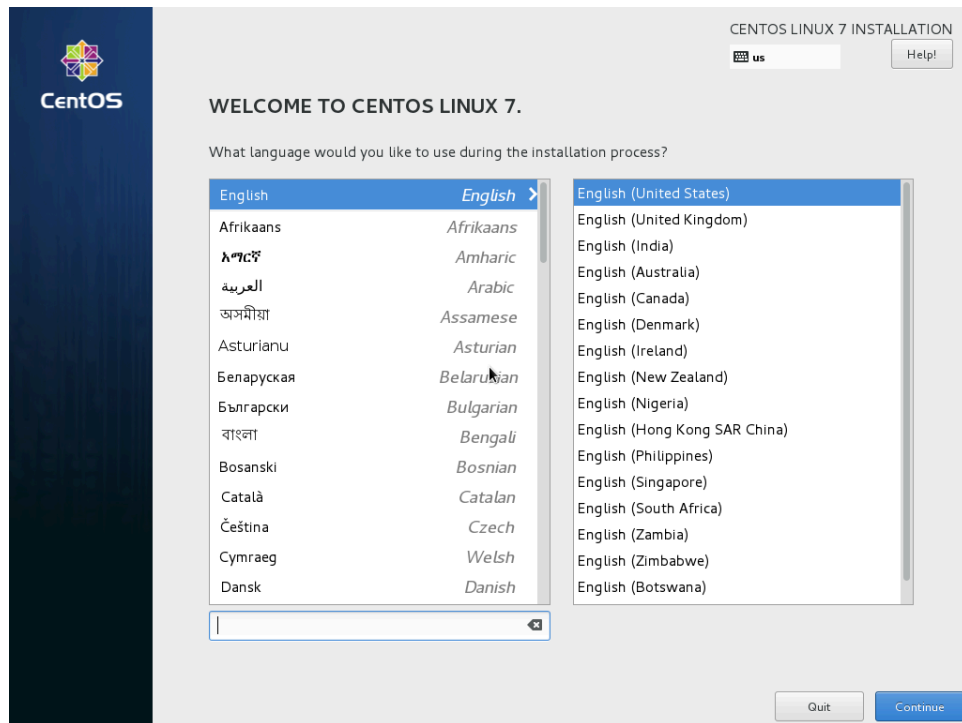 CentOS
CENTOS LINUX 7 INSTALLATION
us
Help!
WELCOME TO CENTOS LINUX 7.
What language would you like to use during the installation process?
English English
Afrikaans Afrikaans
አማርኛ Amharic
العربية Arabic
অসমীয়া Assamese
Asturianu Asturian
Беларуская Belarusian
Български Bulgarian
বাংলা Bengali
Bosanski Bosnian
Català Catalan
Čeština Czech
Cymraeg Welsh
Dansk Danish
English (United States)
English (United Kingdom)
English (India)
English (Australia)
English (Canada)
English (Denmark)
English (Ireland)
English (New Zealand)
English (Nigeria)
English (Hong Kong SAR China)
English (Philippines)
English (Singapore)
English (South Africa)
English (Zambia)
English (Zimbabwe)
English (Botswana)
Quit
Continue